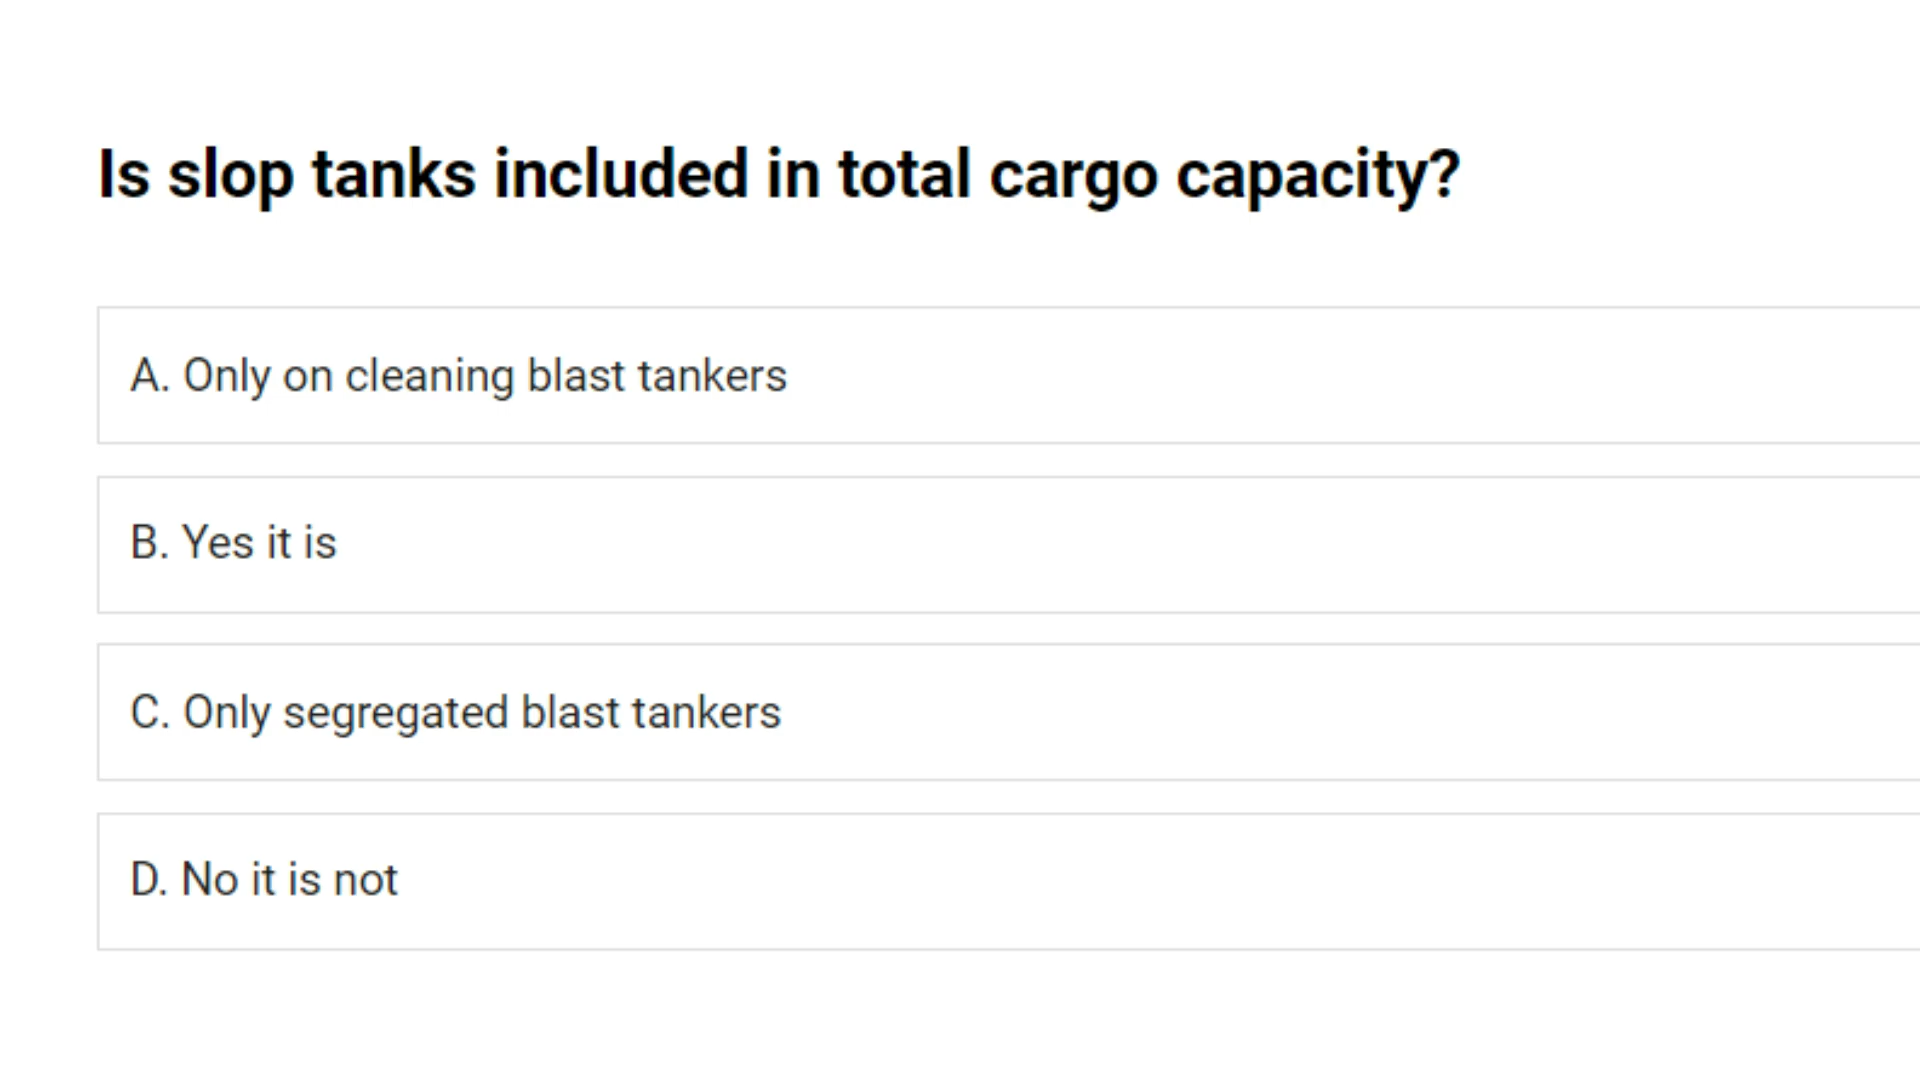 Is slop tanks included in total cargo capacity?
A. Only on cleaning blast tankers
B. Yes it is
C. Only segregated blast tankers
D. No it is not